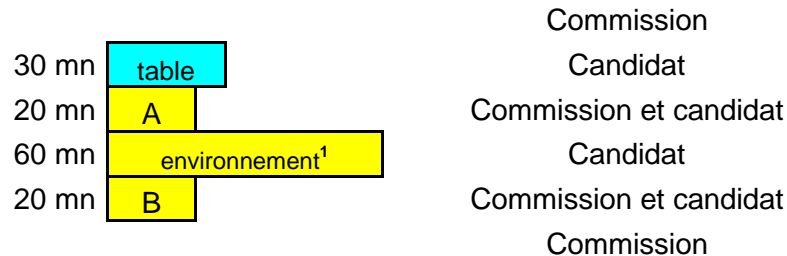 Commission
30 mn table Candidat
20 mn A Commission et candidat
60 mn environnement¹ Candidat
20 mn B Commission et candidat
Commission